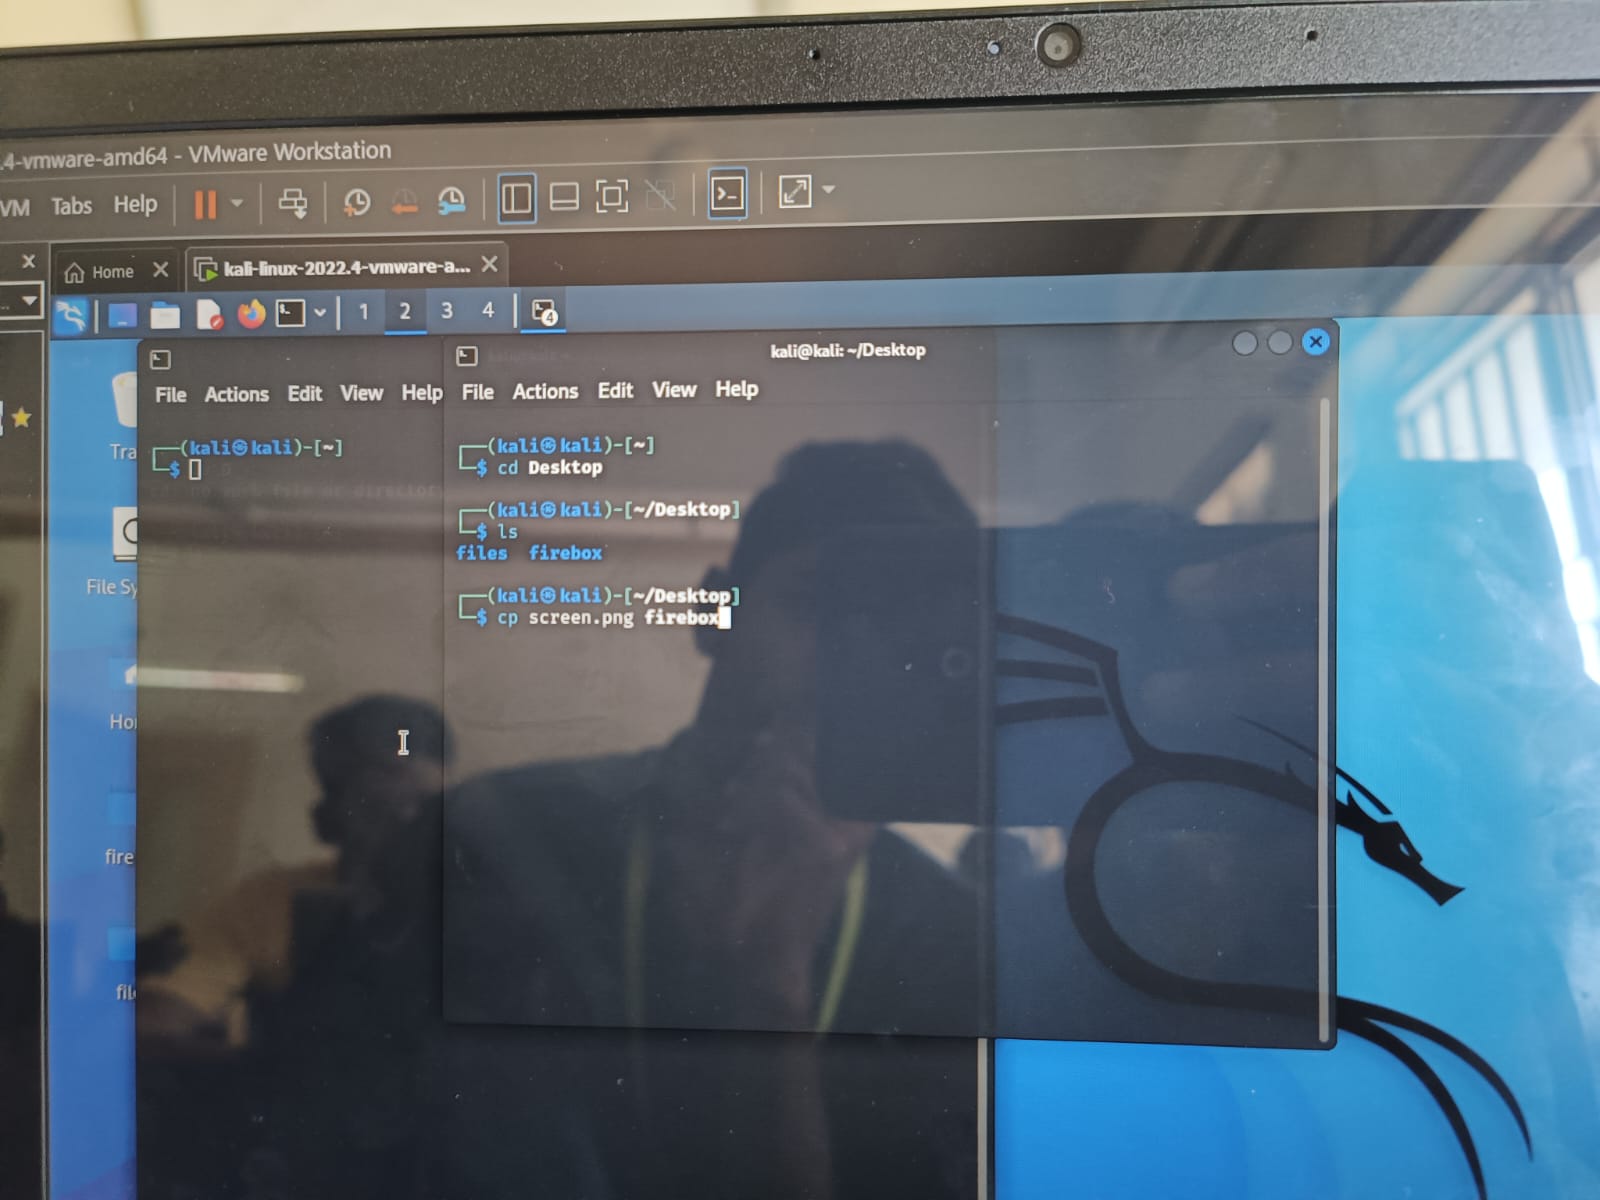 .4-vmware-amd64 - VMware Workstation
VM Tabs Help
Home
kali-linux-2022.4-vmware-a...
1 2 3 4
4
kali@kali: ~/Desktop
File Actions Edit View Help
File Actions Edit View Help
(kali㉿kali)-[~]
$
(kali㉿kali)-[~]
$ cd Desktop
(kali㉿kali)-[~/Desktop]
$ ls
files firebox
(kali㉿kali)-[~/Desktop]
$ cp screen.png firebox
Tra
File Sy
Ho
fire
fil